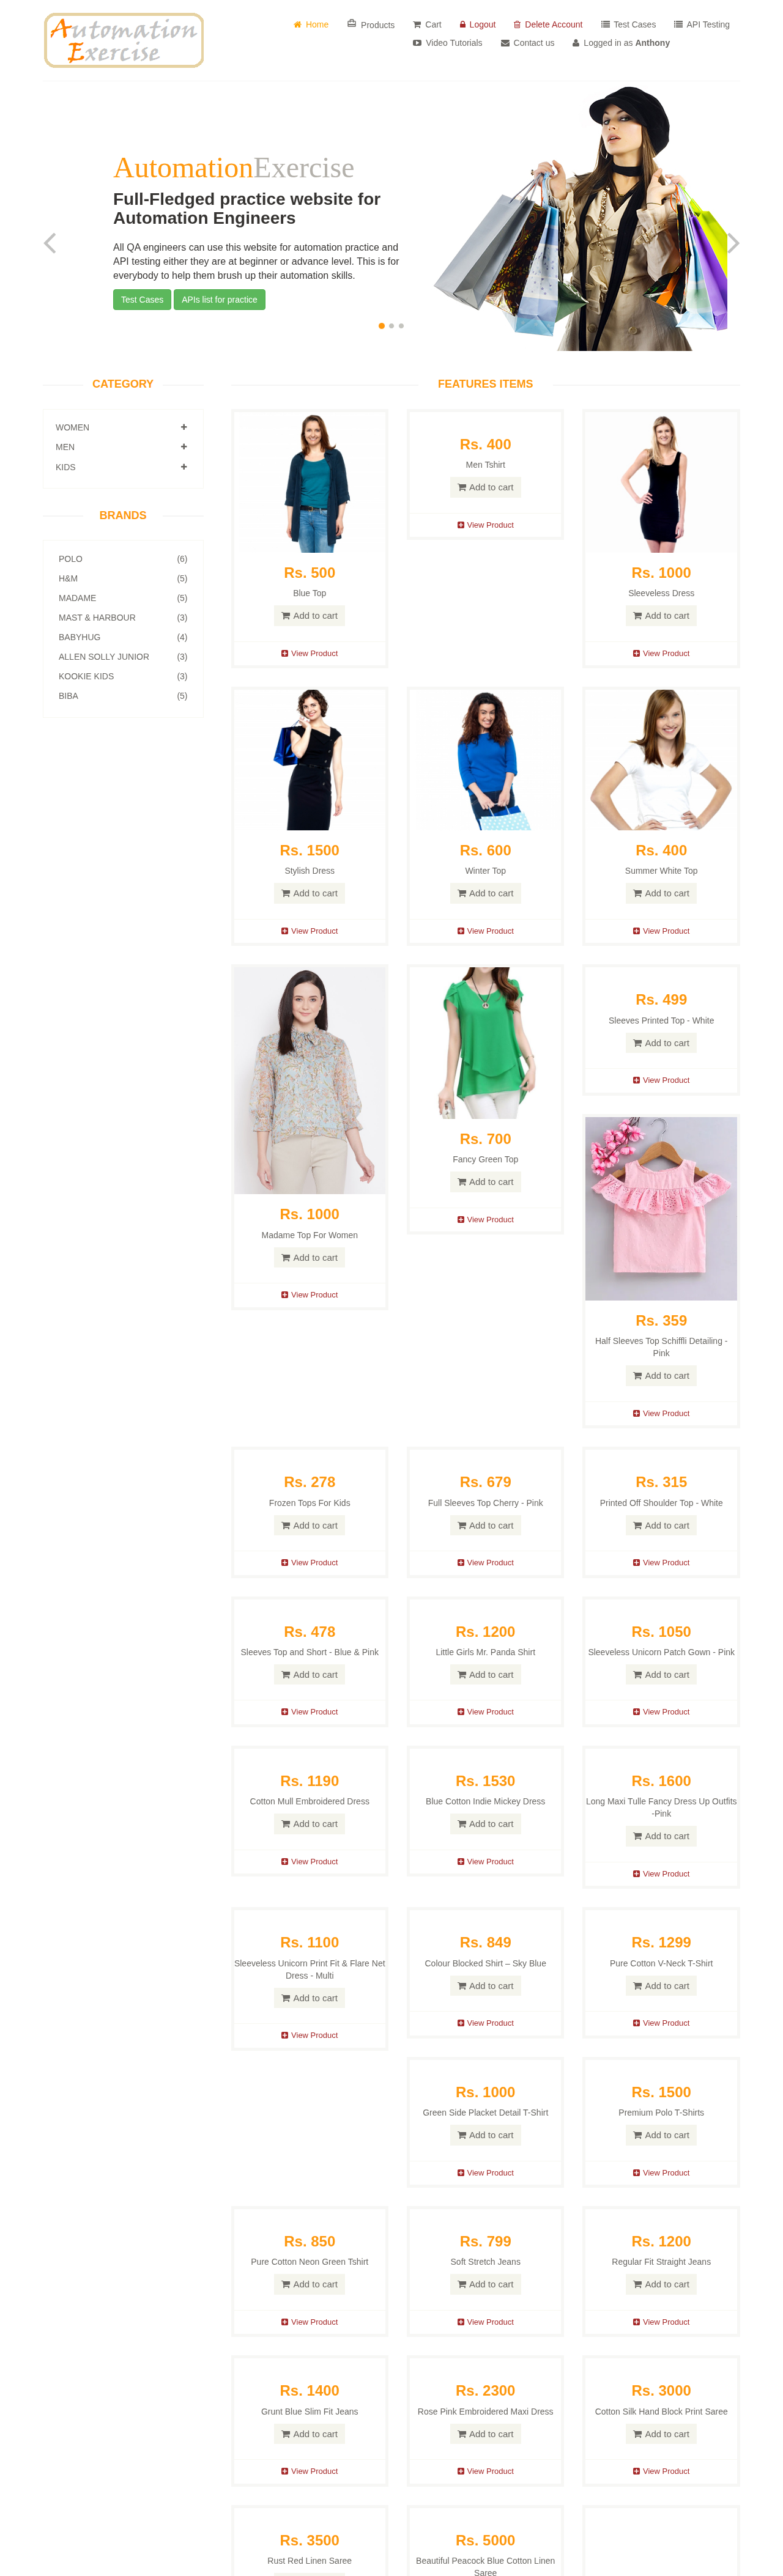 Automation
Exercise
Home
Products
Cart
Logout
Delete Account
Test Cases
API Testing
Video Tutorials
Contact us
Logged in as Anthony
AutomationExercise
Full-Fledged practice website for
Automation Engineers
All QA engineers can use this website for automation practice and
API testing either they are at beginner or advance level. This is for
everybody to help them brush up their automation skills.
Test Cases
APIs list for practice
CATEGORY
WOMEN
MEN
KIDS
BRANDS
POLO (6)
H&M (5)
MADAME (5)
MAST & HARBOUR (3)
BABYHUG (4)
ALLEN SOLLY JUNIOR (3)
KOOKIE KIDS (3)
BIBA (5)
FEATURES ITEMS
Rs. 500
Blue Top
Add to cart
View Product
Rs. 400
Men Tshirt
Add to cart
View Product
Rs. 1000
Sleeveless Dress
Add to cart
View Product
Rs. 1500
Stylish Dress
Add to cart
View Product
Rs. 600
Winter Top
Add to cart
View Product
Rs. 400
Summer White Top
Add to cart
View Product
Rs. 1000
Madame Top For Women
Add to cart
View Product
Rs. 700
Fancy Green Top
Add to cart
View Product
Rs. 499
Sleeves Printed Top - White
Add to cart
View Product
Rs. 359
Half Sleeves Top Schiffli Detailing -
Pink
Add to cart
View Product
Rs. 278
Frozen Tops For Kids
Add to cart
View Product
Rs. 679
Full Sleeves Top Cherry - Pink
Add to cart
View Product
Rs. 315
Printed Off Shoulder Top - White
Add to cart
View Product
Rs. 478
Sleeves Top and Short - Blue & Pink
Add to cart
View Product
Rs. 1200
Little Girls Mr. Panda Shirt
Add to cart
View Product
Rs. 1050
Sleeveless Unicorn Patch Gown - Pink
Add to cart
View Product
Rs. 1190
Cotton Mull Embroidered Dress
Add to cart
View Product
Rs. 1530
Blue Cotton Indie Mickey Dress
Add to cart
View Product
Rs. 1600
Long Maxi Tulle Fancy Dress Up Outfits
-Pink
Add to cart
View Product
Rs. 1100
Sleeveless Unicorn Print Fit & Flare Net
Dress - Multi
Add to cart
View Product
Rs. 849
Colour Blocked Shirt – Sky Blue
Add to cart
View Product
Rs. 1299
Pure Cotton V-Neck T-Shirt
Add to cart
View Product
Rs. 1000
Green Side Placket Detail T-Shirt
Add to cart
View Product
Rs. 1500
Premium Polo T-Shirts
Add to cart
View Product
Rs. 850
Pure Cotton Neon Green Tshirt
Add to cart
View Product
Rs. 799
Soft Stretch Jeans
Add to cart
View Product
Rs. 1200
Regular Fit Straight Jeans
Add to cart
View Product
Rs. 1400
Grunt Blue Slim Fit Jeans
Add to cart
View Product
Rs. 2300
Rose Pink Embroidered Maxi Dress
Add to cart
View Product
Rs. 3000
Cotton Silk Hand Block Print Saree
Add to cart
View Product
Rs. 3500
Rust Red Linen Saree
Rs. 5000
Beautiful Peacock Blue Cotton Linen
Saree